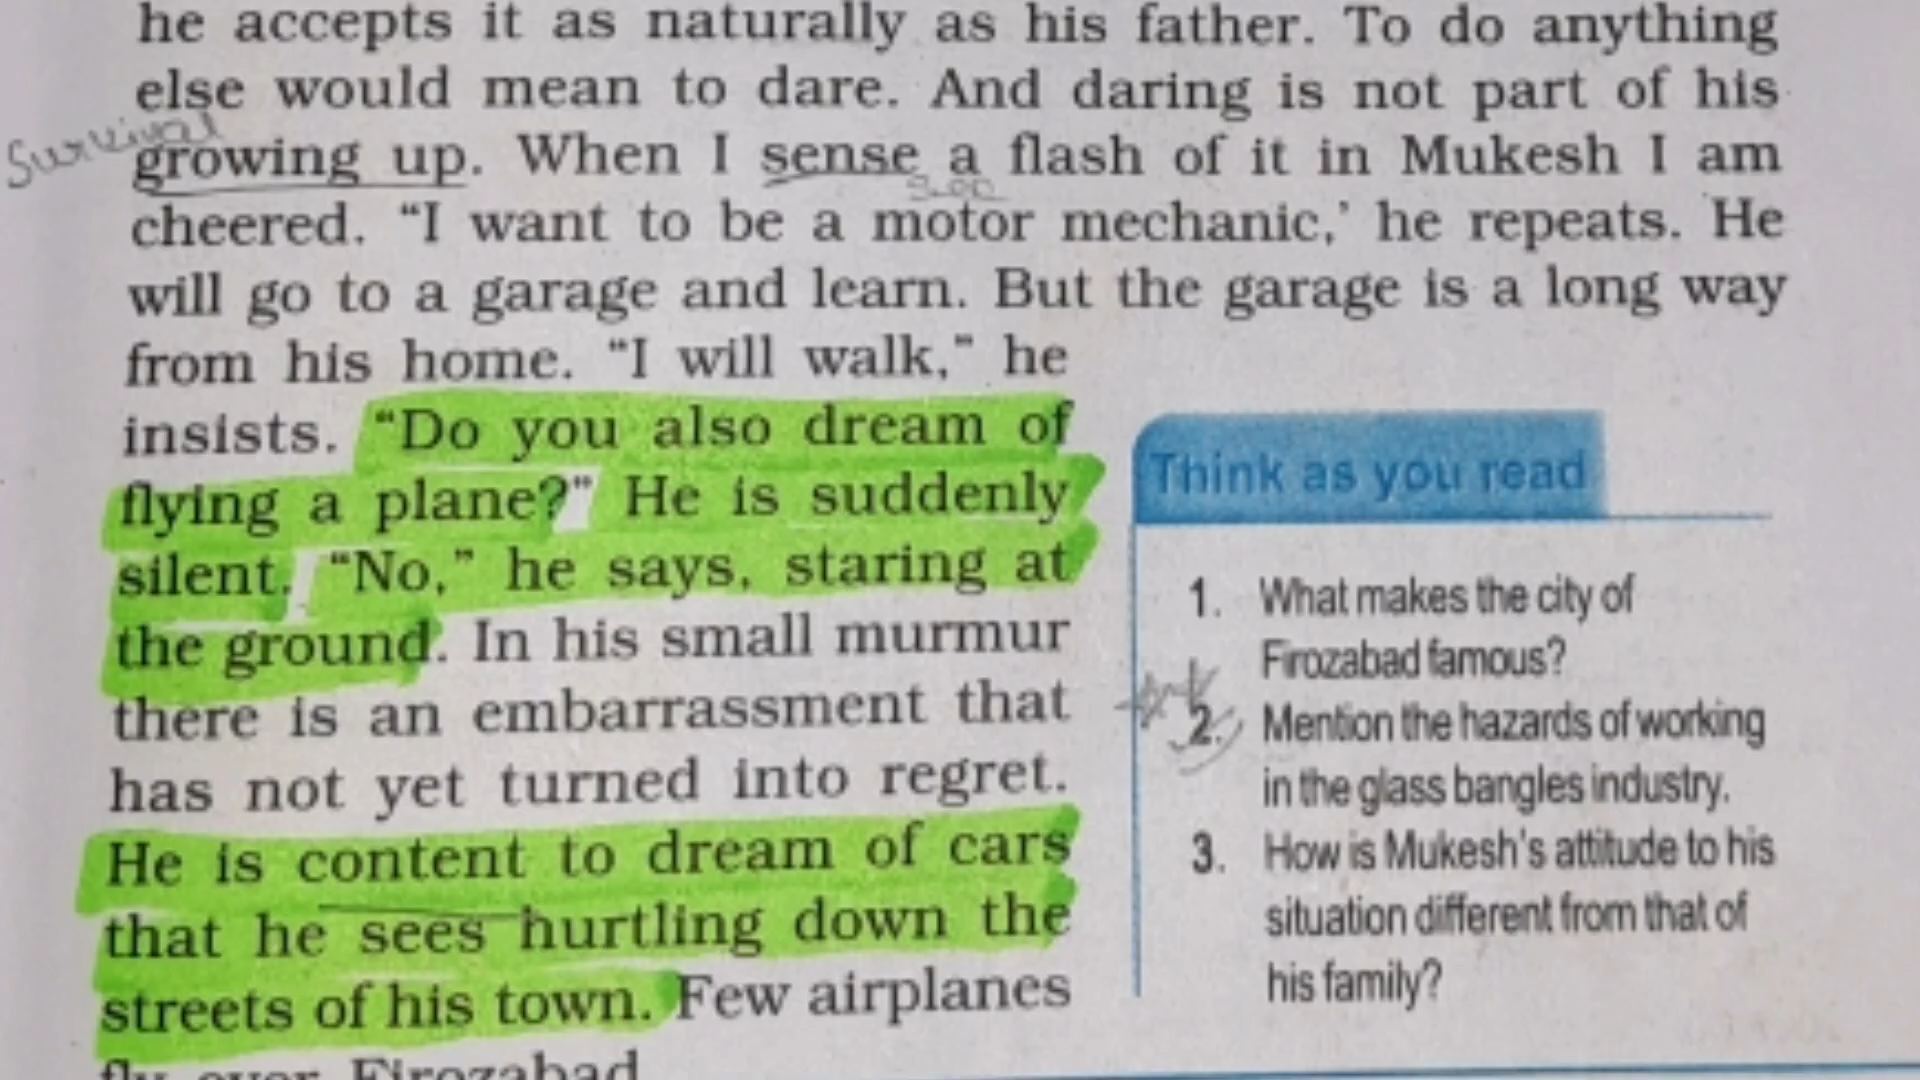 he accepts it as naturally as his father. To do anything
else would mean to dare. And daring is not part of his
Survival
growing up. When I sense a flash of it in Mukesh I am
cheered. “I want to be a motor mechanic,’ he repeats. He
will go to a garage and learn. But the garage is a long way
from his home. “I will walk,” he
insists. “Do you also dream of
flying a plane?” He is suddenly
silent. “No,” he says, staring at
the ground. In his small murmur
there is an embarrassment that
has not yet turned into regret.
He is content to dream of cars
that he sees hurtling down the
streets of his town. Few airplanes
fly over Firozabad.
Think as you read
1. What makes the city of
Firozabad famous?
2. Mention the hazards of working
in the glass bangles industry.
3. How is Mukesh's attitude to his
situation different from that of
his family?